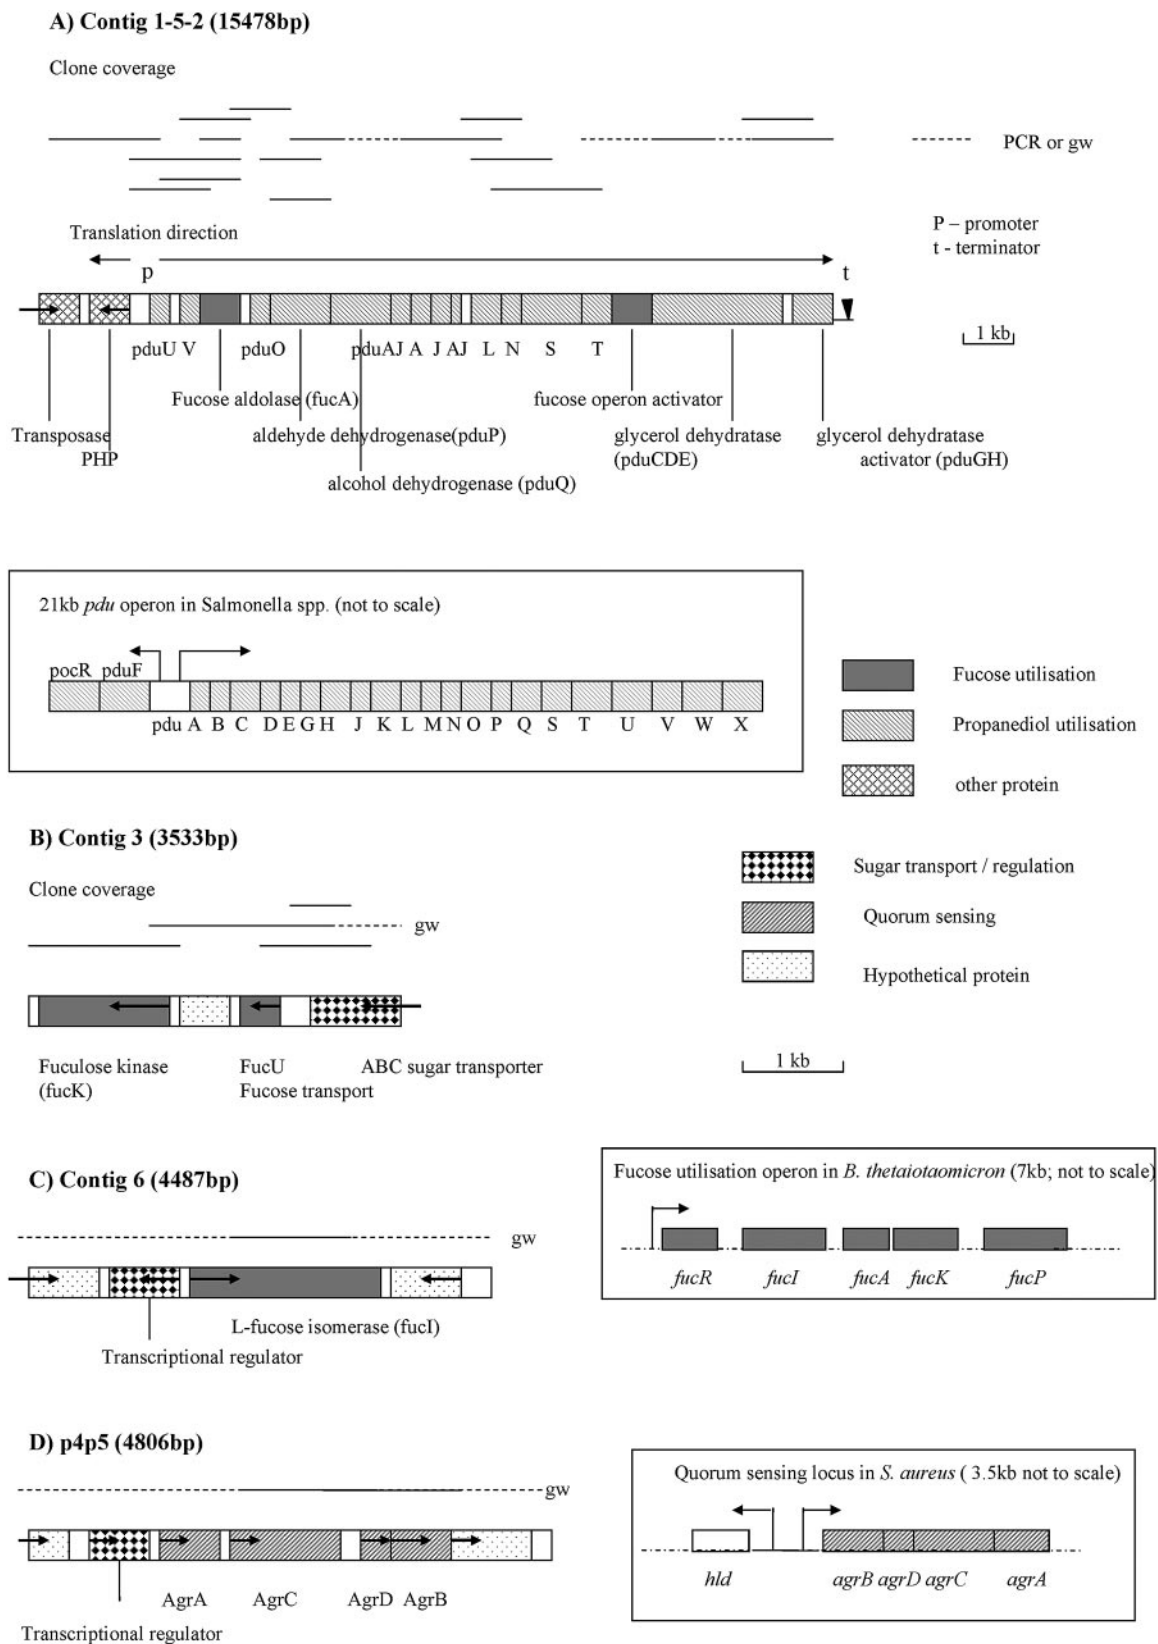 A) Contig 1-5-2 (15478bp)
Clone coverage
PCR or gw
P – promoter
t - terminator
Translation direction
p
t
1 kb
pduU V pduO pduAJ A J AJ L N S T
Fucose aldolase (fucA) fucose operon activator
Transposase aldehyde dehydrogenase(pduP) glycerol dehydratase glycerol dehydratase
PHP (pduCDE) activator (pduGH)
alcohol dehydrogenase (pduQ)
21kb pdu operon in Salmonella spp. (not to scale)
pocR pduF
pdu A B C D E G H J K L M N O P Q S T U V W X
Fucose utilisation
Propanediol utilisation
other protein
B) Contig 3 (3533bp)
Sugar transport / regulation
Clone coverage
Quorum sensing
gw
Hypothetical protein
Fuculose kinase FucU ABC sugar transporter
(fucK) Fucose transport
1 kb
C) Contig 6 (4487bp)
gw
L-fucose isomerase (fucI)
Transcriptional regulator
Fucose utilisation operon in B. thetaiotaomicron (7kb; not to scale)
fucR fucI fucA fucK fucP
D) p4p5 (4806bp)
gw
AgrA AgrC AgrD AgrB
Transcriptional regulator
Quorum sensing locus in S. aureus ( 3.5kb not to scale)
hld agrB agrD agrC agrA